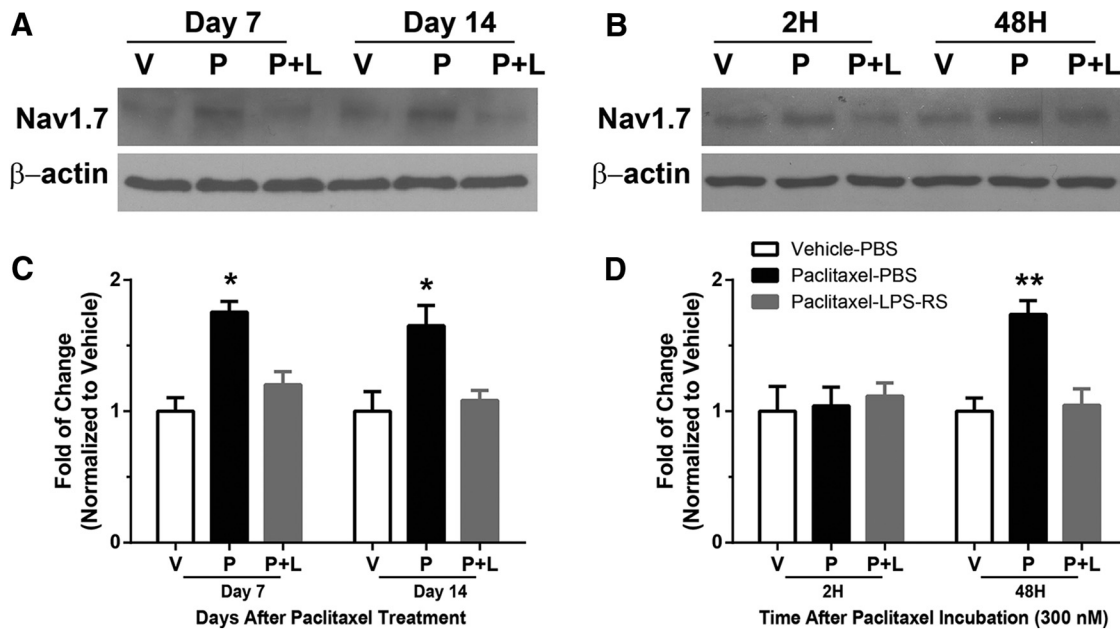 A
Day 7 Day 14
V P P+L V P P+L
Nav1.7
β–actin
B
2H 48H
V P P+L V P P+L
Nav1.7
β–actin
C
Fold of Change
(Normalized to Vehicle)
2
1
0
* *
V P P+L V P P+L
Day 7 Day 14
Days After Paclitaxel Treatment
D
Vehicle-PBS
Paclitaxel-PBS
Paclitaxel-LPS-RS
Fold of Change
(Normalized to Vehicle)
2
1
0
**
V P P+L V P P+L
2H 48H
Time After Paclitaxel Incubation (300 nM)